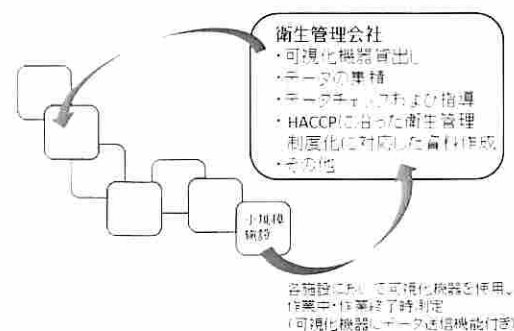 衛生管理会社
・可視化機器貸出し
・データの集積
・データチェックおよび指導
・HACCPに沿った衛生管理
制度化に対応した資料作成
・その他
小規模
施設
各施設において可視化機器を使用。
作業中・作業終了時測定
(可視化機器にデータ送信機能付き)